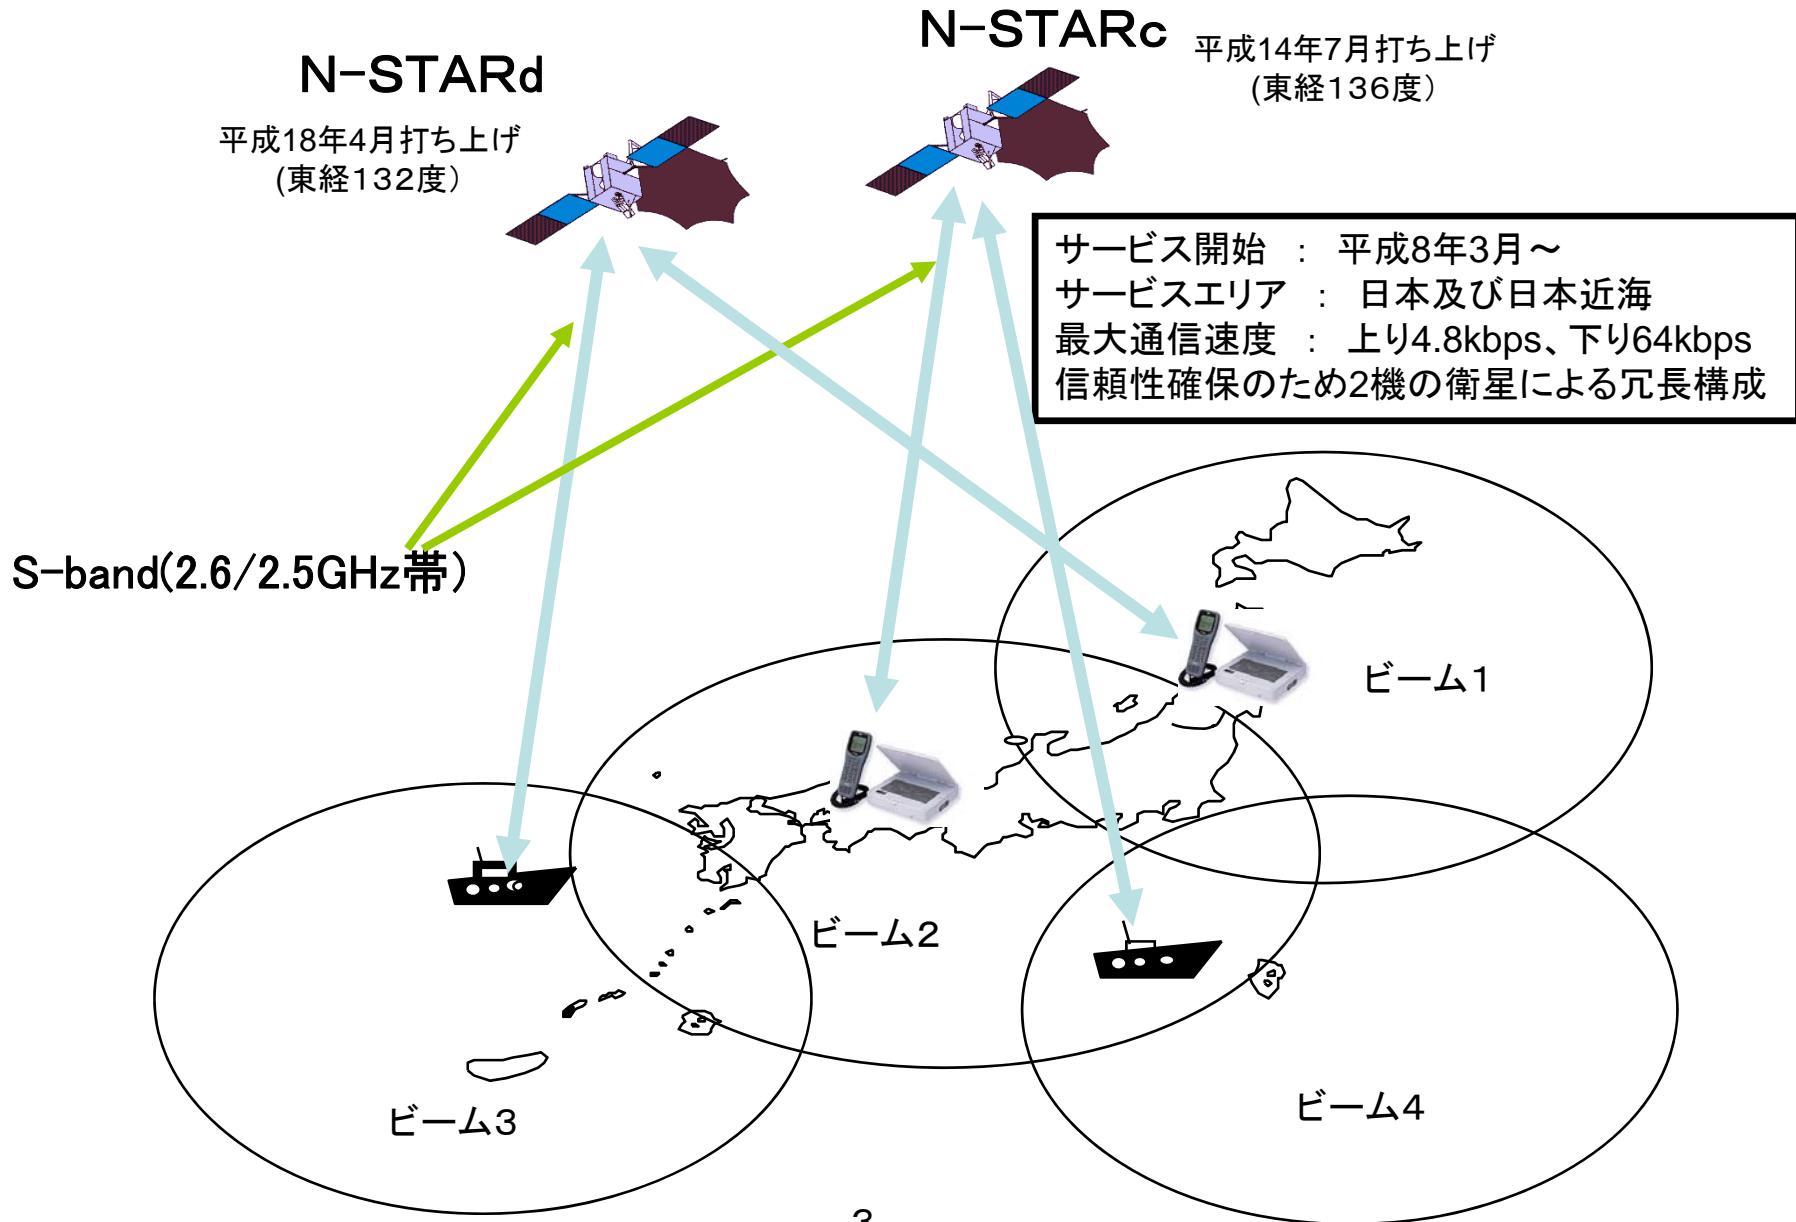 N-STARc
平成14年7月打ち上げ
(東経136度)
N-STARd
平成18年4月打ち上げ
(東経132度)
サービス開始 : 平成8年3月~
サービスエリア : 日本及び日本近海
最大通信速度 : 上り4.8kbps、下り64kbps
信頼性確保のため2機の衛星による冗長構成
S-band(2.6/2.5GHz帯)
ビーム1
ビーム2
ビーム3
ビーム4
3